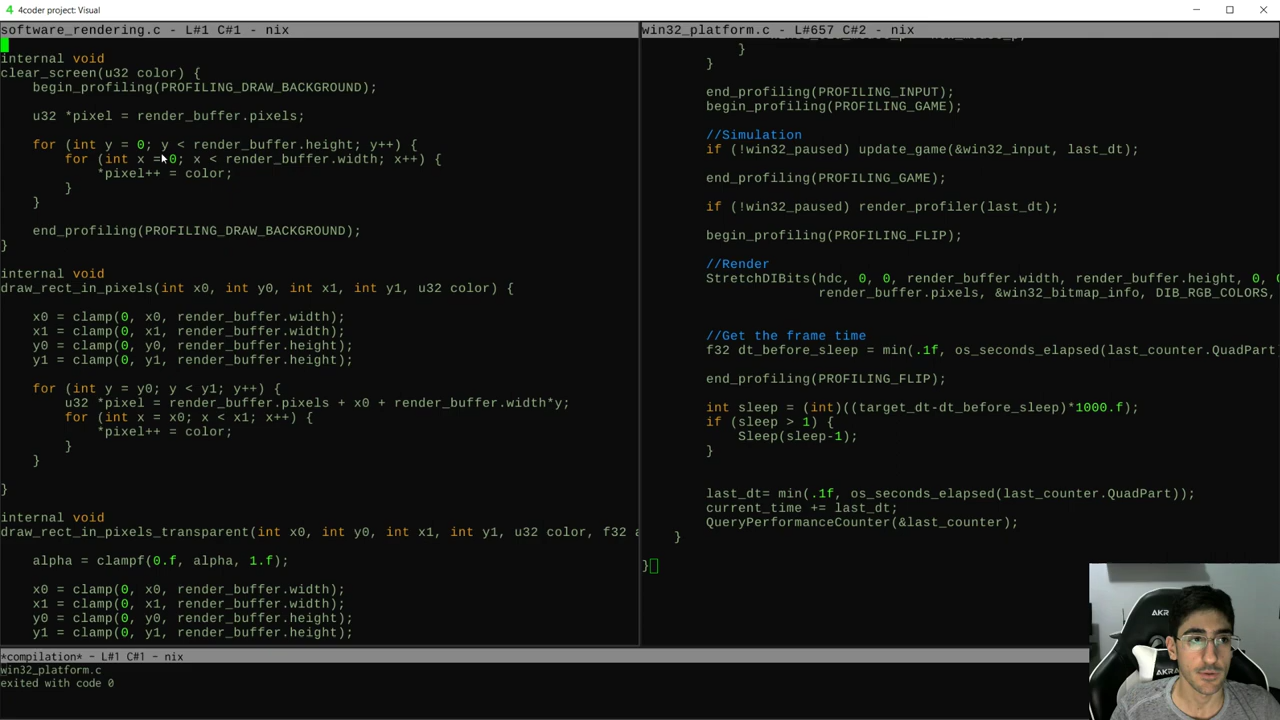 4coder project: Visual
software_rendering.c - L#1 C#1 - nix
internal void
clear_screen(u32 color) {
begin_profiling(PROFILING_DRAW_BACKGROUND);
u32 *pixel = render_buffer.pixels;
for (int y = 0; y < render_buffer.height; y++) {
for (int x = 0; x < render_buffer.width; x++) {
*pixel++ = color;
}
}
end_profiling(PROFILING_DRAW_BACKGROUND);
}
internal void
draw_rect_in_pixels(int x0, int y0, int x1, int y1, u32 color) {
x0 = clamp(0, x0, render_buffer.width);
x1 = clamp(0, x1, render_buffer.width);
y0 = clamp(0, y0, render_buffer.height);
y1 = clamp(0, y1, render_buffer.height);
for (int y = y0; y < y1; y++) {
u32 *pixel = render_buffer.pixels + x0 + render_buffer.width*y;
for (int x = x0; x < x1; x++) {
*pixel++ = color;
}
}
}
internal void
draw_rect_in_pixels_transparent(int x0, int y0, int x1, int y1, u32 color, f32 a
alpha = clampf(0.f, alpha, 1.f);
x0 = clamp(0, x0, render_buffer.width);
x1 = clamp(0, x1, render_buffer.width);
y0 = clamp(0, y0, render_buffer.height);
y1 = clamp(0, y1, render_buffer.height);
win32_platform.c - L#657 C#2 - nix
}
}
end_profiling(PROFILING_INPUT);
begin_profiling(PROFILING_GAME);
//Simulation
if (!win32_paused) update_game(&win32_input, last_dt);
end_profiling(PROFILING_GAME);
if (!win32_paused) render_profiler(last_dt);
begin_profiling(PROFILING_FLIP);
//Render
StretchDIBits(hdc, 0, 0, render_buffer.width, render_buffer.height, 0, 0
render_buffer.pixels, &win32_bitmap_info, DIB_RGB_COLORS,
//Get the frame time
f32 dt_before_sleep = min(.1f, os_seconds_elapsed(last_counter.QuadPart
end_profiling(PROFILING_FLIP);
int sleep = (int)((target_dt-dt_before_sleep)*1000.f);
if (sleep > 1) {
Sleep(sleep-1);
}
last_dt= min(.1f, os_seconds_elapsed(last_counter.QuadPart));
current_time += last_dt;
QueryPerformanceCounter(&last_counter);
}
}
*compilation* - L#1 C#1 - nix
win32_platform.c
exited with code 0
AKR
AKR